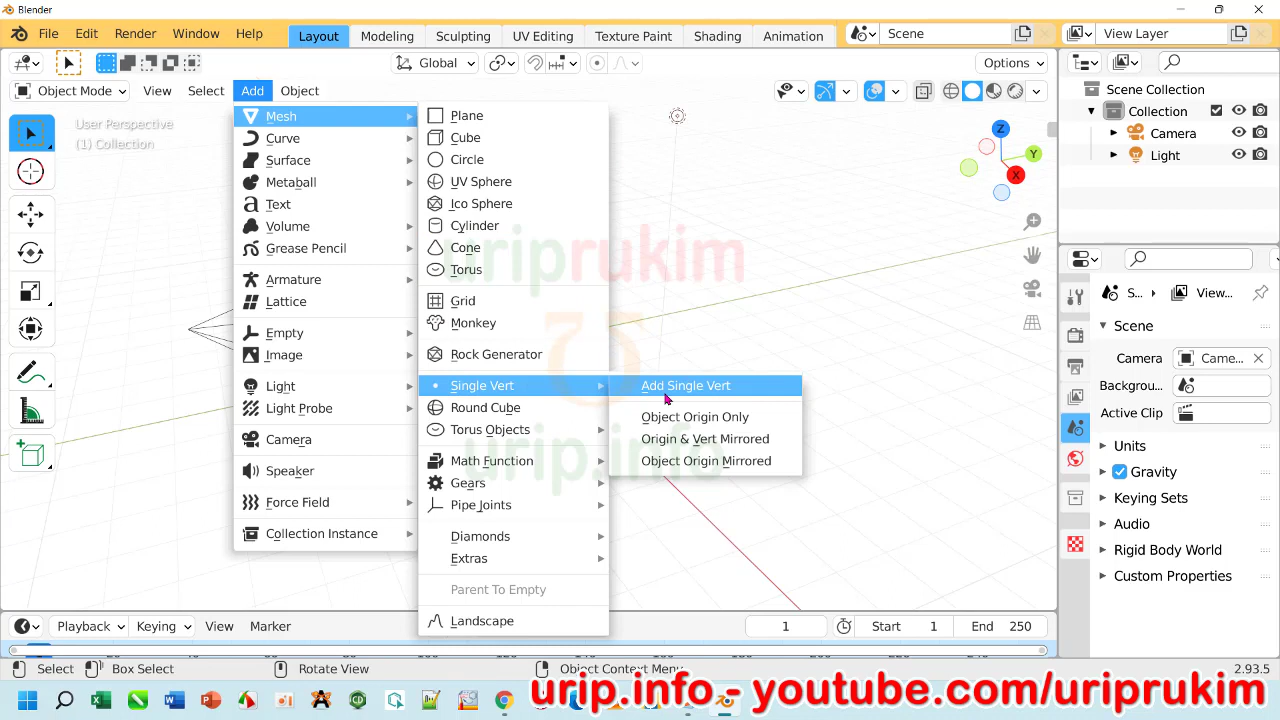 Blender
File Edit Render Window Help
Layout Modeling Sculpting UV Editing Texture Paint Shading Animation
Scene
View Layer
Global
Options
Object Mode View Select Add Object
User Perspective
(1) Collection
Mesh
Curve
Surface
Metaball
Text
Volume
Grease Pencil
Armature
Lattice
Empty
Image
Light
Light Probe
Camera
Speaker
Force Field
Collection Instance
Plane
Cube
Circle
UV Sphere
Ico Sphere
Cylinder
Cone
Torus
Grid
Monkey
Rock Generator
Single Vert
Round Cube
Torus Objects
Math Function
Gears
Pipe Joints
Diamonds
Extras
Parent To Empty
Landscape
Add Single Vert
Object Origin Only
Origin & Vert Mirrored
Object Origin Mirrored
uriprukim
urip.info
Z
Y
X
Scene Collection
Collection
Camera
Light
S... View...
Scene
Camera Came...
Backgrou...
Active Clip
Units
Gravity
Keying Sets
Audio
Rigid Body World
Custom Properties
Playback Keying View Marker
1
Start 1
End 250
Select Box Select Rotate View Object Context Menu
2.93.5
urip.info - youtube.com/uriprukim